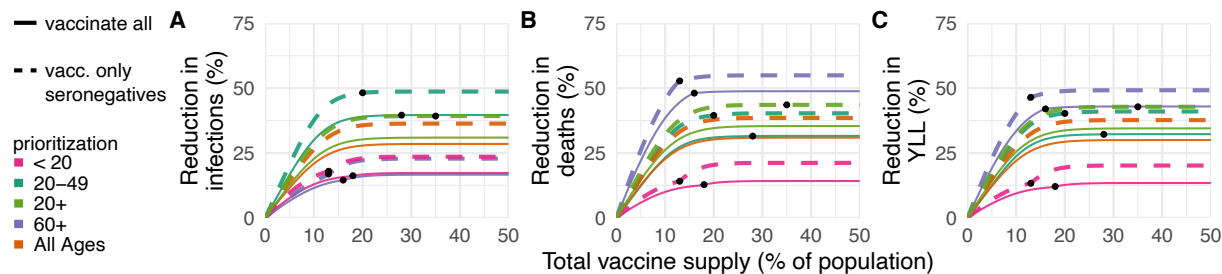 vaccinate all
vacc. only
seronegatives
prioritization
< 20
20–49
20+
60+
All Ages
A
Reduction in
infections (%)
75
50
25
0
0 10 20 30 40 50
B
Reduction in
deaths (%)
75
50
25
0
0 10 20 30 40 50
C
Reduction in
YLL (%)
75
50
25
0
0 10 20 30 40 50
Total vaccine supply (% of population)